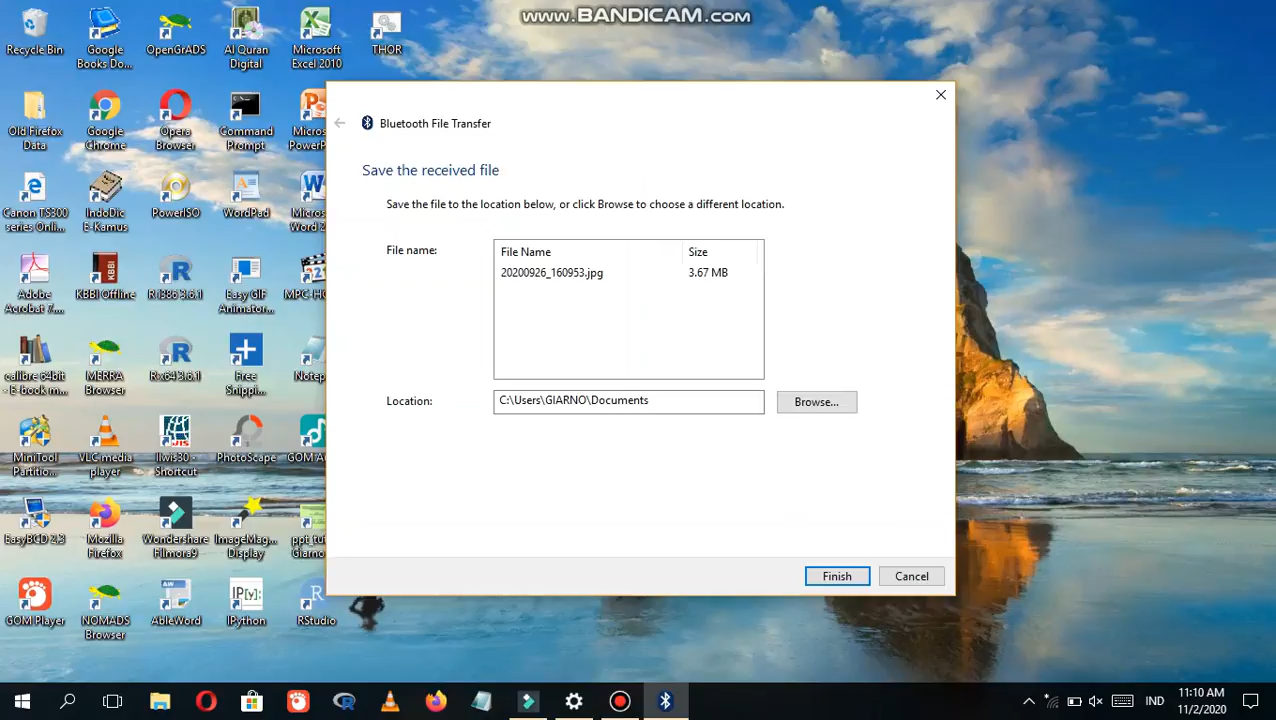 www.BANDICAM.com
Recycle Bin
Google
Books Do...
OpenGrADS
Al Quran
Digital
Microsoft
Excel 2010
THOR
Old Firefox
Data
Google
Chrome
Opera
Browser
Command
Prompt
Canon TS300
series Onli...
IndoDic
E-Kamus
PowerISO
WordPad
Adobe
Acrobat 7....
KBBI Offline
R i386 3.6.1
Easy GIF
Animator...
calibre 64bit
- E-book m...
MERRA
Browser
R x64 3.6.1
Free
Snippi...
MiniTool
Partitio...
VLC media
player
Ilwis30 -
Shortcut
PhotoScape
EasyBCD 2.3
Mozilla
Firefox
Wondershare
Filmora9
ImageMag...
Display
GOM Player
NOMADS
Browser
AbleWord
IPython
RStudio
Bluetooth File Transfer
Save the received file
Save the file to the location below, or click Browse to choose a different location.
File name:
File Name Size
20200926_160953.jpg 3.67 MB
Location: C:\Users\GIARNO\Documents Browse...
Finish Cancel
IND
11:10 AM
11/2/2020